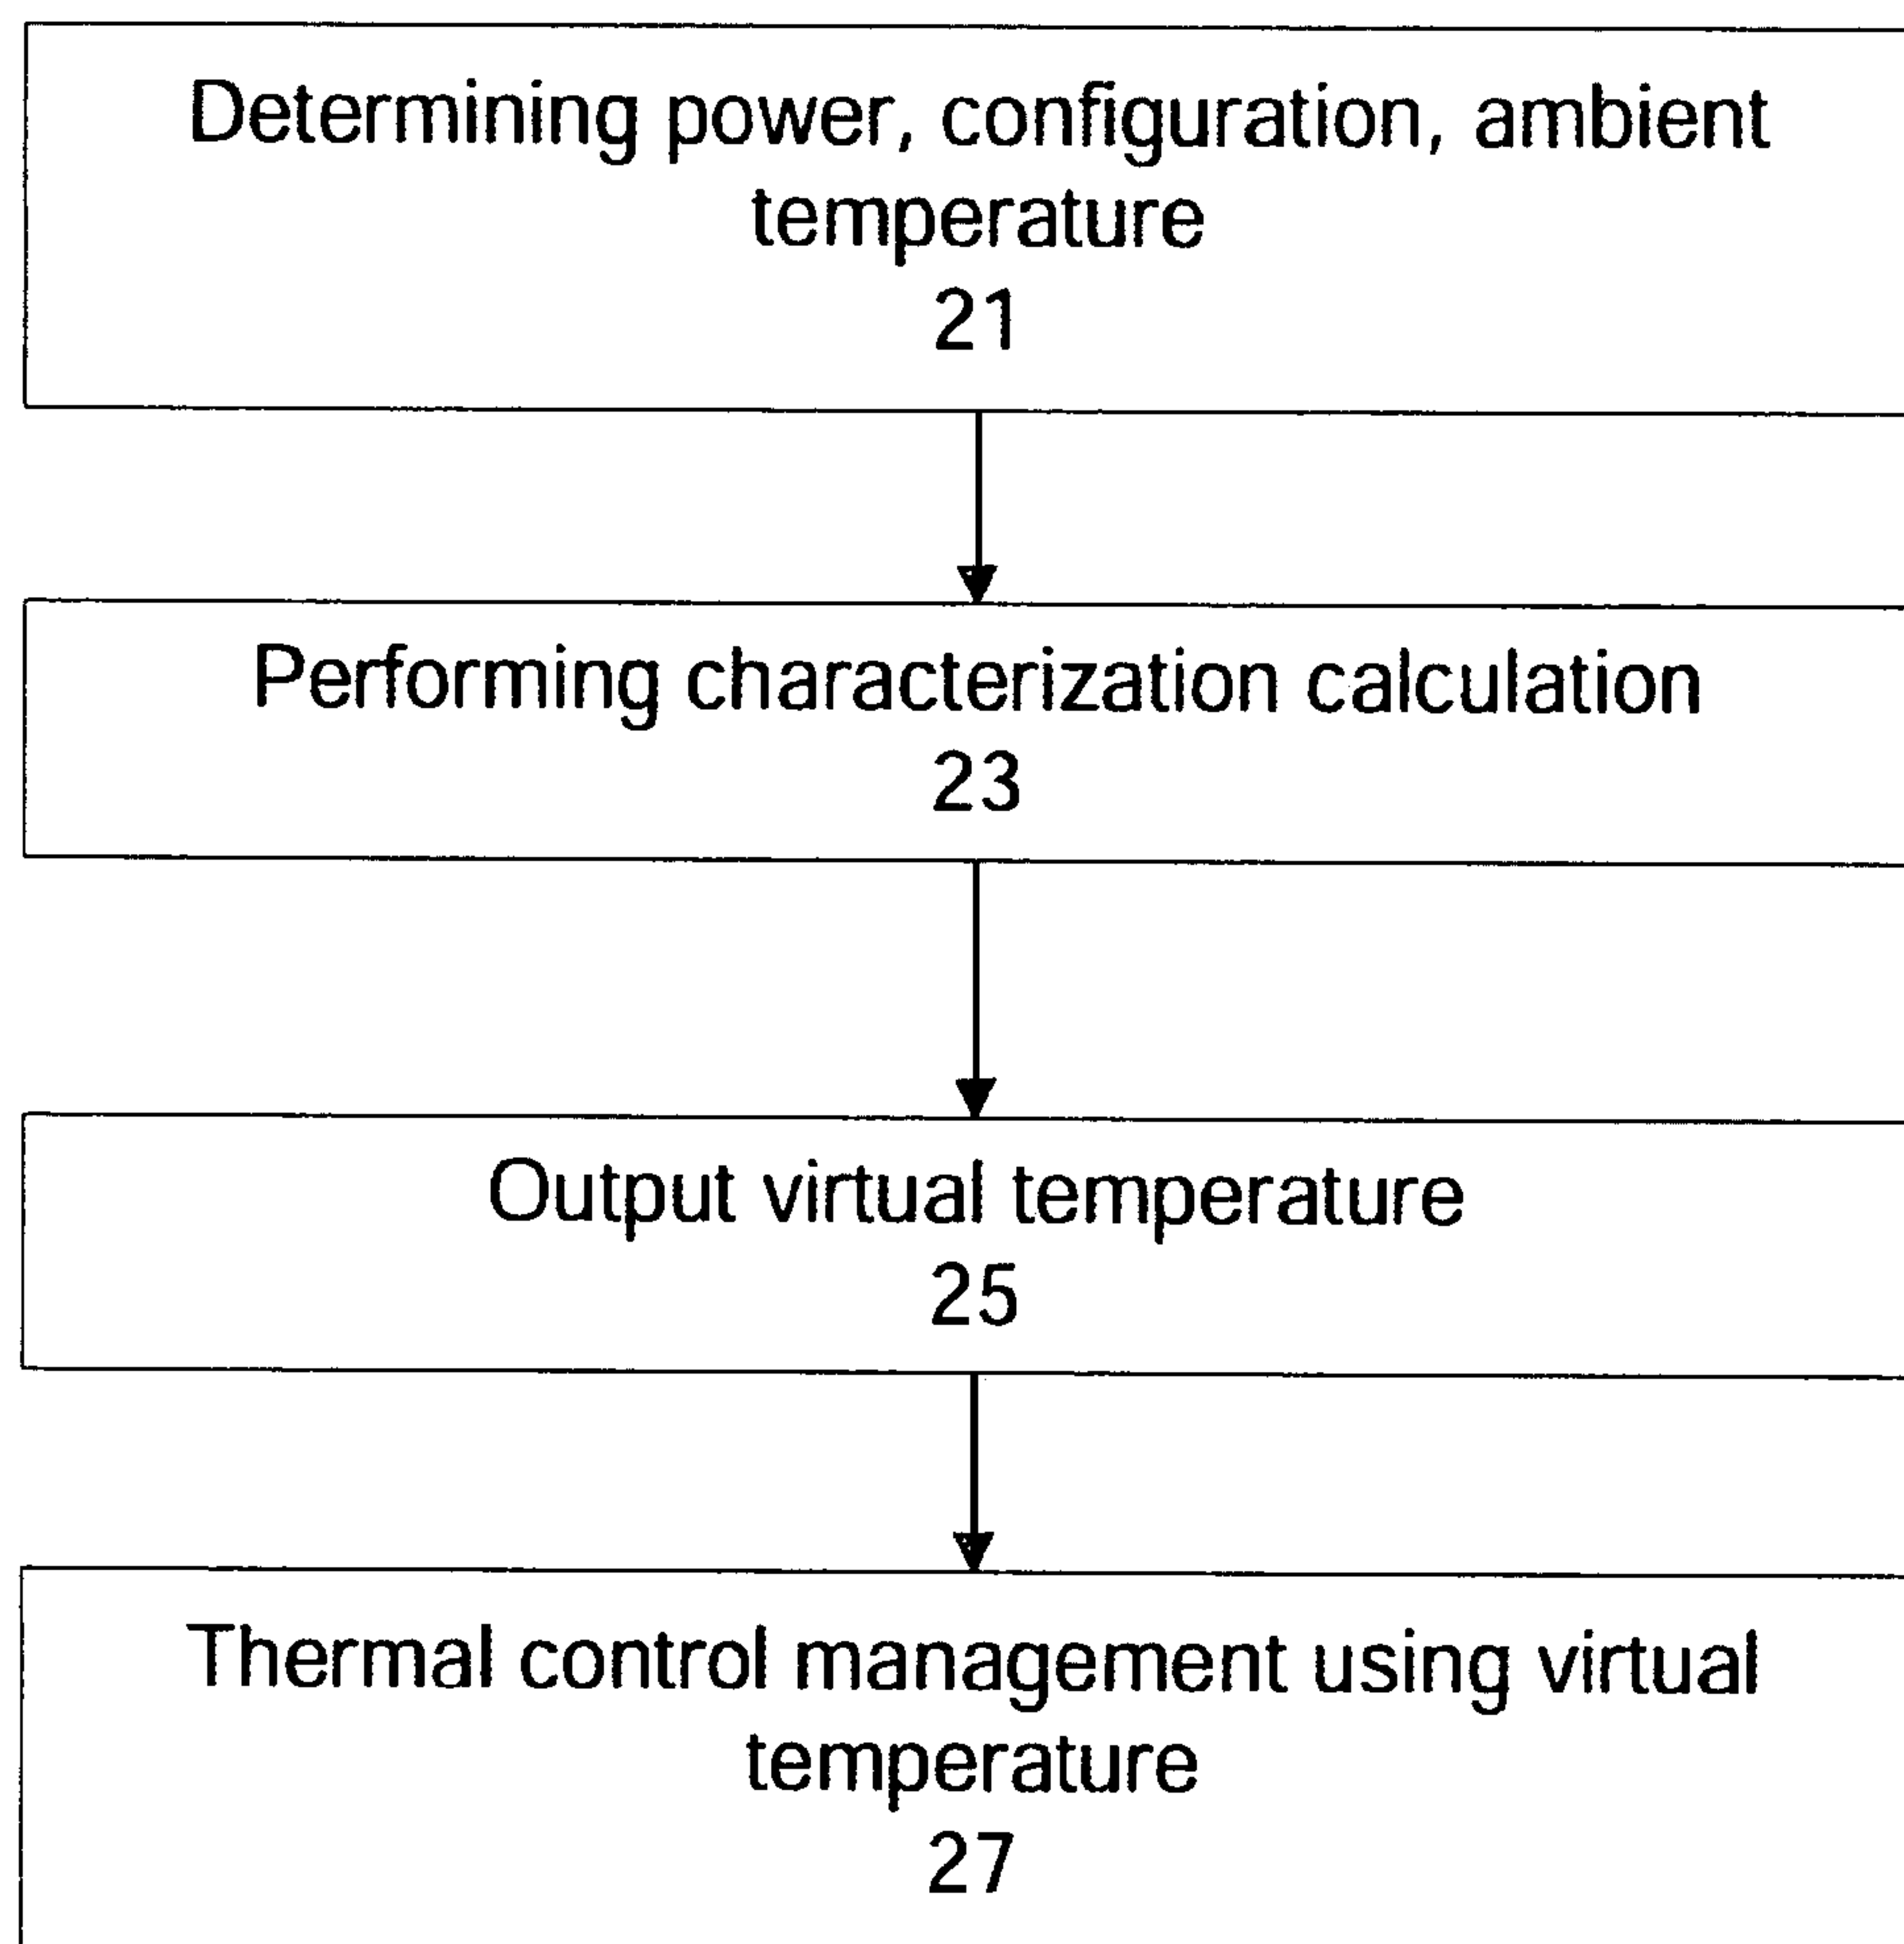 Determining power, configuration, ambient
temperature
21
Performing characterization calculation
23
Output virtual temperature
25
Thermal control management using virtual
temperature
27